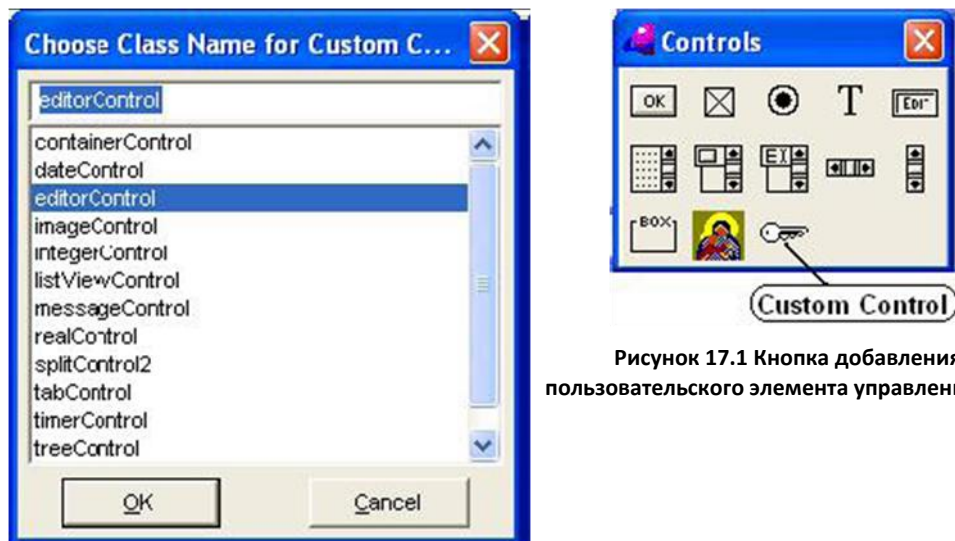 Choose Class Name for Custom C...
editorControl
containerControl
dateControl
editorControl
imageControl
integerControl
listViewControl
messageControl
realControl
splitControl2
tabControl
timerControl
treeControl
OK
Cancel
Controls
OK
T
EDI
EI
BOX
Custom Control
Рисунок 17.1 Кнопка добавления
пользовательского элемента управлени